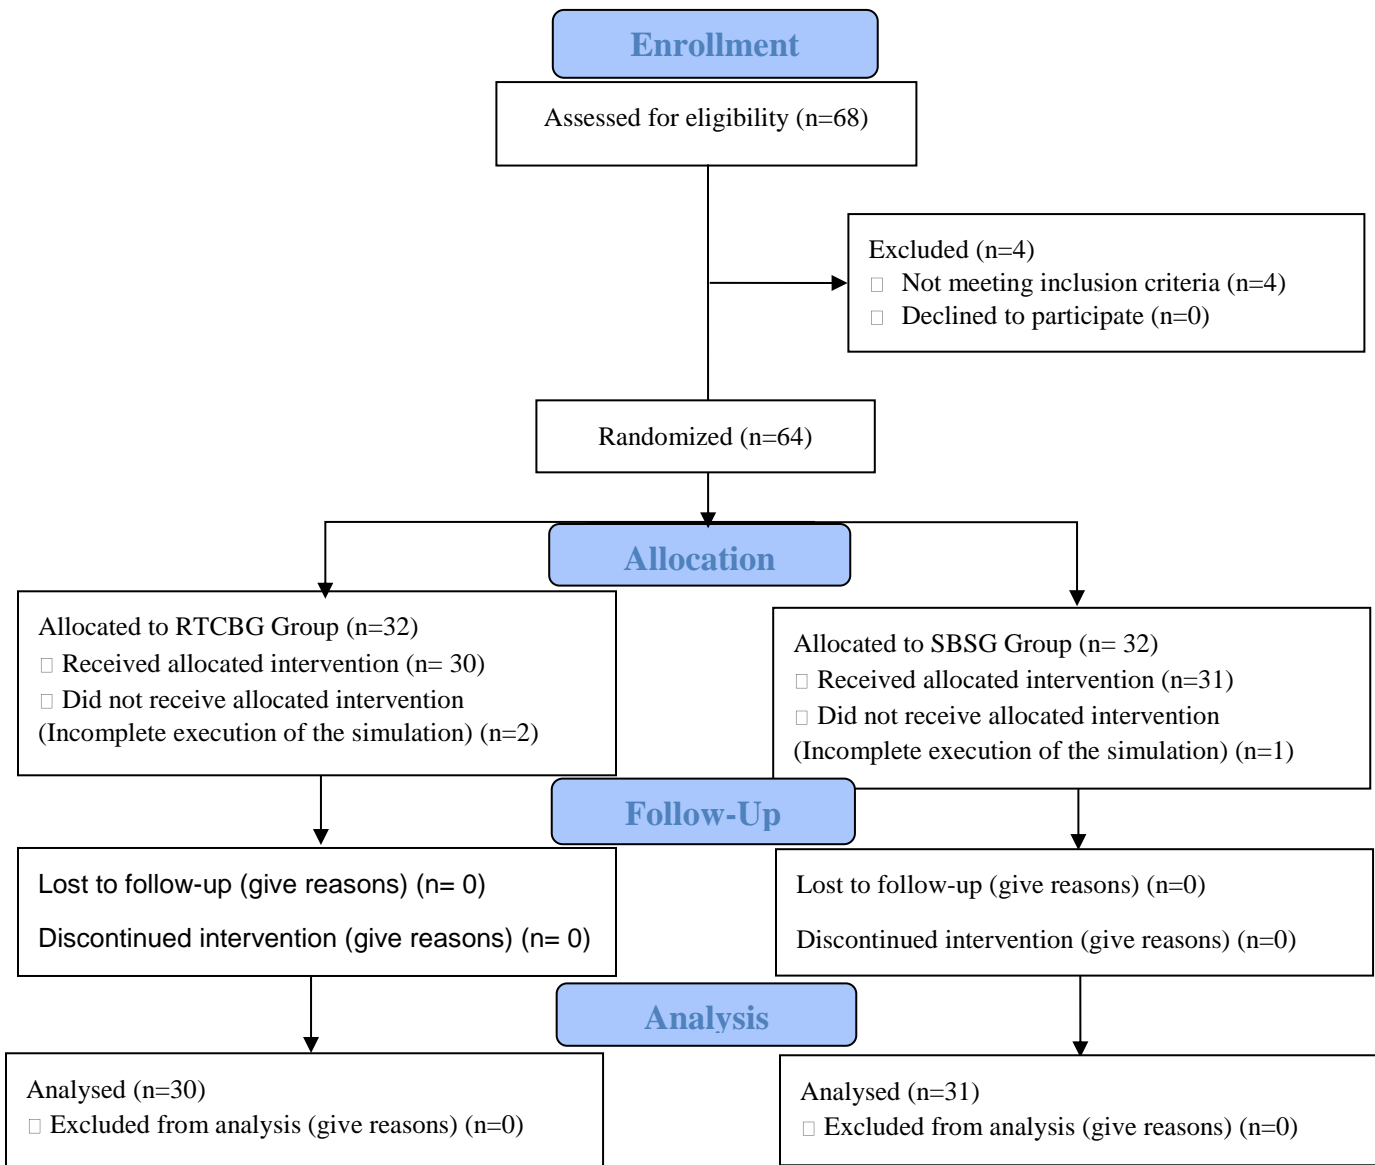 Enrollment
Assessed for eligibility (n=68)
Excluded (n=4)
□ Not meeting inclusion criteria (n=4)
□ Declined to participate (n=0)
Randomized (n=64)
Allocation
Allocated to RTCBG Group (n=32)
□ Received allocated intervention (n= 30)
□ Did not receive allocated intervention
(Incomplete execution of the simulation) (n=2)
Allocated to SBSG Group (n= 32)
□ Received allocated intervention (n=31)
□ Did not receive allocated intervention
(Incomplete execution of the simulation) (n=1)
Follow-Up
Lost to follow-up (give reasons) (n= 0)
Discontinued intervention (give reasons) (n= 0)
Lost to follow-up (give reasons) (n=0)
Discontinued intervention (give reasons) (n=0)
Analysis
Analysed (n=30)
□ Excluded from analysis (give reasons) (n=0)
Analysed (n=31)
□ Excluded from analysis (give reasons) (n=0)